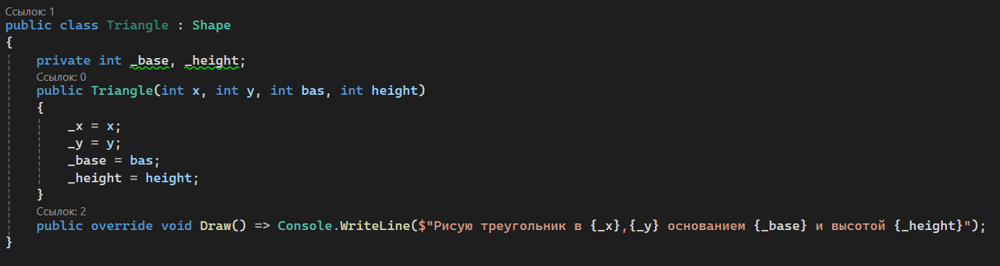 Ссылок: 1
public class Triangle : Shape
{
    private int _base, _height;
    Ссылок: 0
    public Triangle(int x, int y, int bas, int height)
    {
        _x = x;
        _y = y;
        _base = bas;
        _height = height;
    }
    Ссылок: 2
    public override void Draw() => Console.WriteLine($"Рисую треугольник в {_x},{_y} основанием {_base} и высотой {_height}");
}